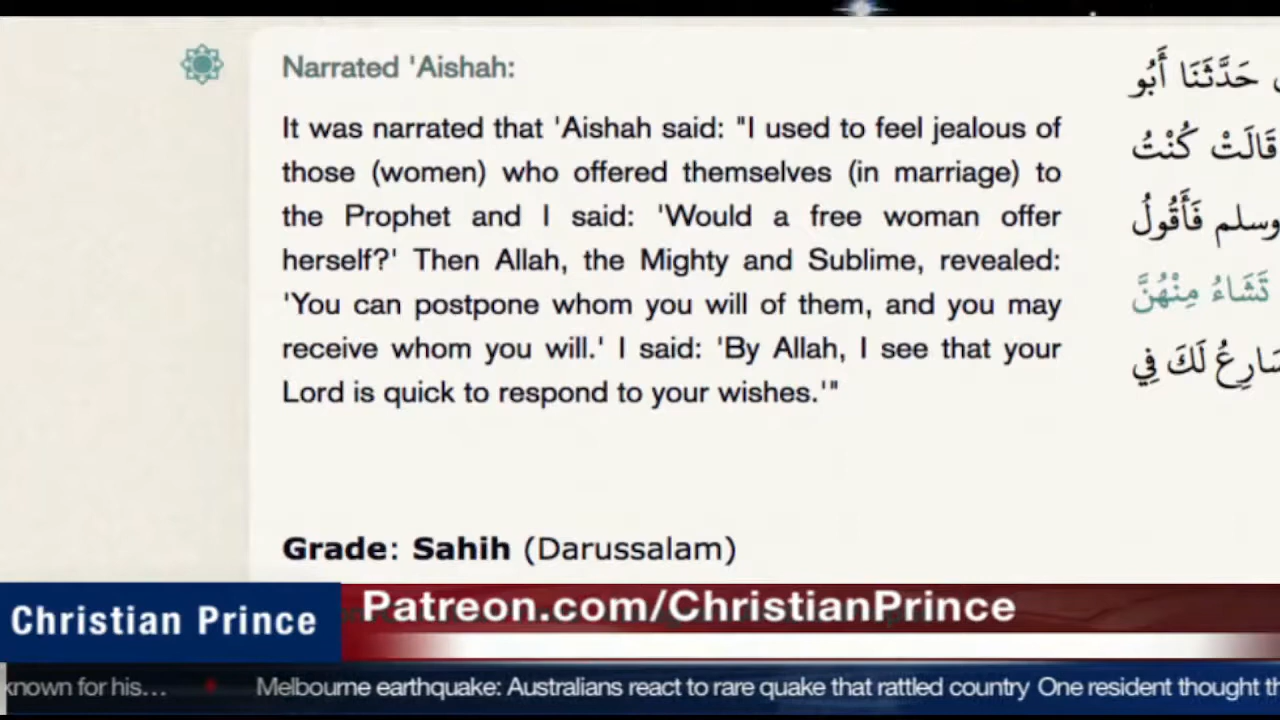 Narrated 'Aishah:
It was narrated that 'Aishah said: "I used to feel jealous of
those (women) who offered themselves (in marriage) to
the Prophet and I said: 'Would a free woman offer
herself?' Then Allah, the Mighty and Sublime, revealed:
'You can postpone whom you will of them, and you may
receive whom you will.' I said: 'By Allah, I see that your
Lord is quick to respond to your wishes.'"
حَدَّثَنَا أَبُو
قَالَتْ كُنْتُ
وسلم فَأَقُولُ
تَشَاءُ مِنْهُنَّ
لَكَ فِي
Grade: Sahih (Darussalam)
Christian Prince
Patreon.com/ChristianPrince
known for his... Melbourne earthquake: Australians react to rare quake that rattled country One resident thought